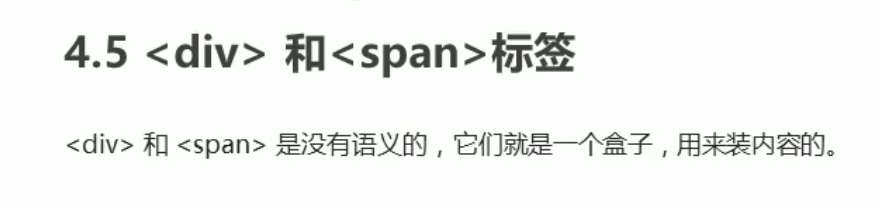 4.5 <div> 和<span>标签
<div> 和 <span> 是没有语义的，它们就是一个盒子，用来装内容的。